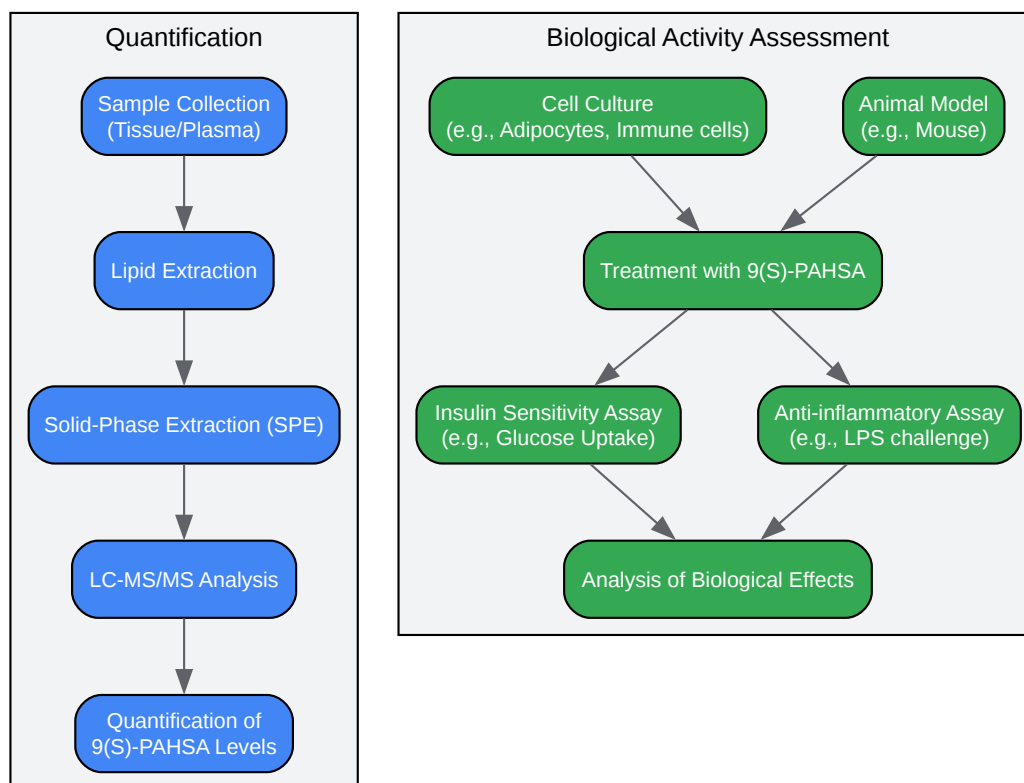 Quantification
Sample Collection
(Tissue/Plasma)
Lipid Extraction
Solid-Phase Extraction (SPE)
LC-MS/MS Analysis
Quantification of
9(S)-PAHSA Levels
Biological Activity Assessment
Cell Culture
(e.g., Adipocytes, Immune cells)
Animal Model
(e.g., Mouse)
Treatment with 9(S)-PAHSA
Insulin Sensitivity Assay
(e.g., Glucose Uptake)
Anti-inflammatory Assay
(e.g., LPS challenge)
Analysis of Biological Effects